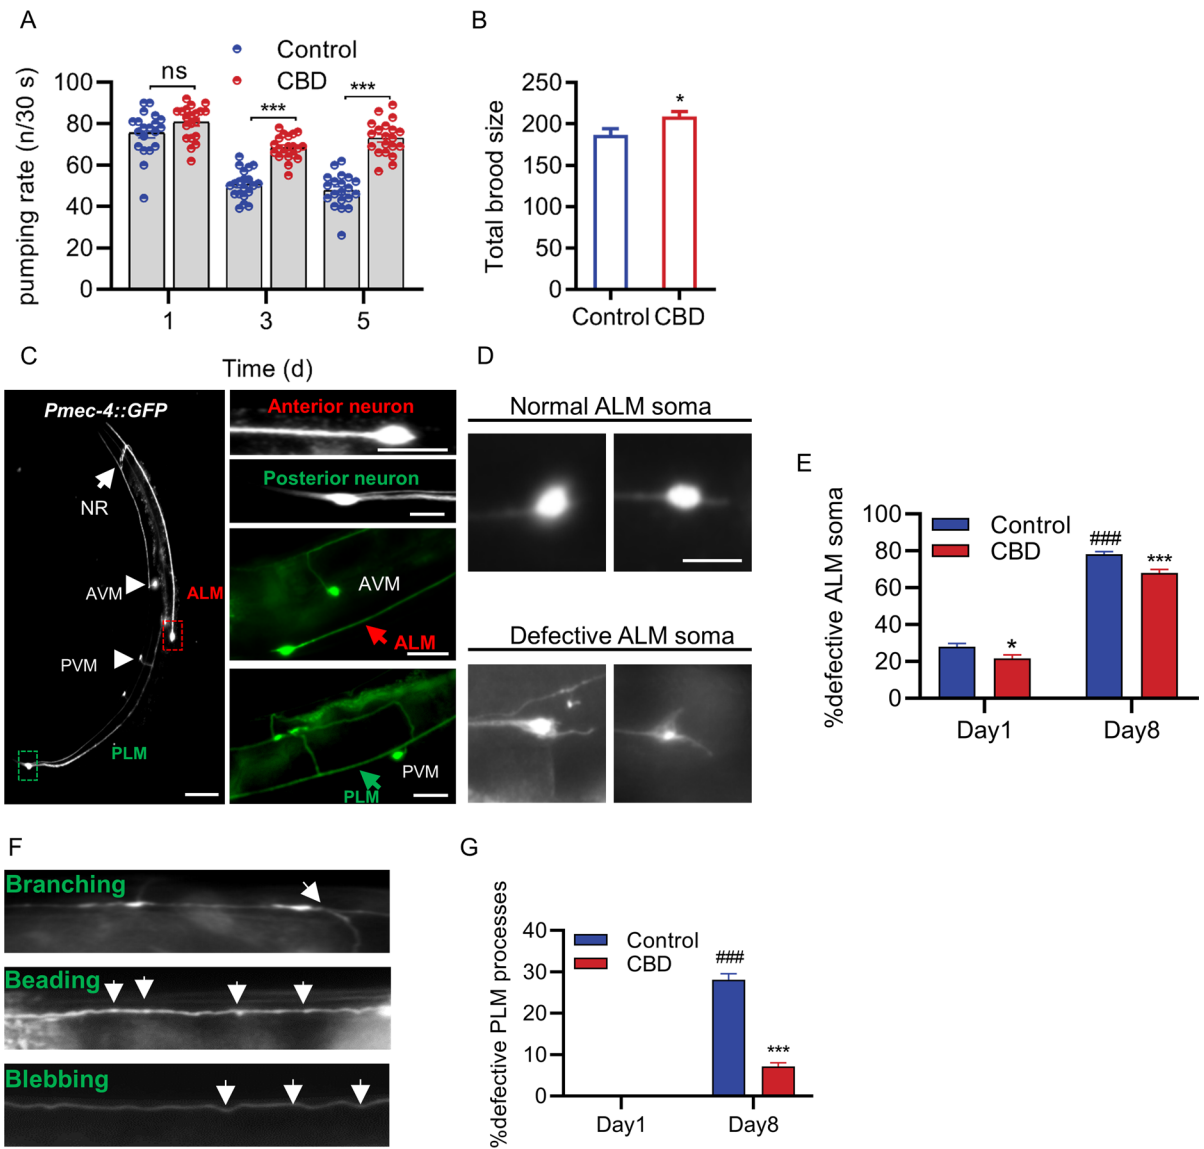 A
Control
CBD
pumping rate (n/30 s)
100
80
60
40
20
0
ns
***
***
1
3
5
Time (d)
B
Total brood size
250
200
150
100
50
0
*
Control CBD
C
Pmec-4::GFP
NR
AVM
ALM
PVM
PLM
Anterior neuron
Posterior neuron
AVM
ALM
PVM
PLM
D
Normal ALM soma
Defective ALM soma
E
%defective ALM soma
100
80
60
40
20
0
Control
CBD
*
###
***
Day1
Day8
F
Branching
Beading
Blebbing
G
%defective PLM processes
40
30
20
10
0
Control
CBD
###
***
Day1
Day8